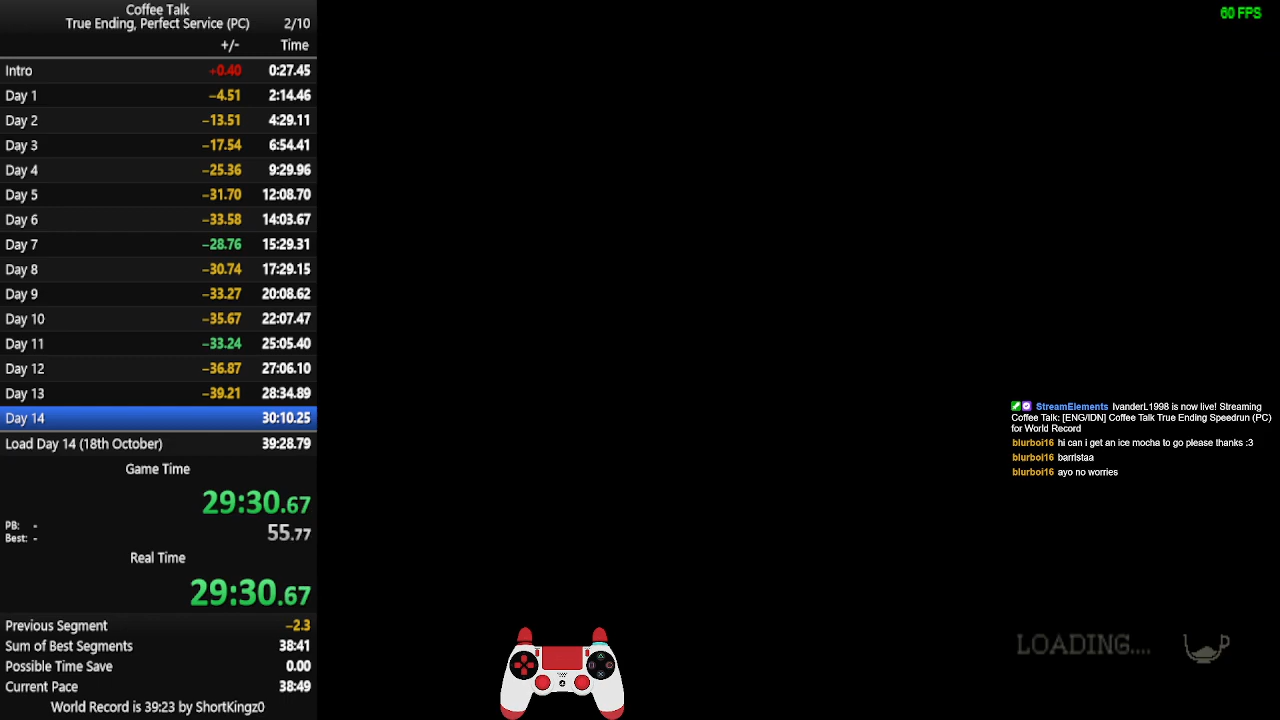 Coffee Talk
True Ending, Perfect Service (PC) 2/10
+/- Time
Intro +0.40 0:27.45
Day 1 −4.51 2:14.46
Day 2 −13.51 4:29.11
Day 3 −17.54 6:54.41
Day 4 −25.36 9:29.96
Day 5 −31.70 12:08.70
Day 6 −33.58 14:03.67
Day 7 −28.76 15:29.31
Day 8 −30.74 17:29.15
Day 9 −33.27 20:08.62
Day 10 −35.67 22:07.47
Day 11 −33.24 25:05.40
Day 12 −36.87 27:06.10
Day 13 −39.21 28:34.89
Day 14 30:10.25
Load Day 14 (18th October) 39:28.79
Game Time
29:30.67
PB: - 55.77
Best: -
Real Time
29:30.67
Previous Segment −2.3
Sum of Best Segments 38:41
Possible Time Save 0.00
Current Pace 38:49
World Record is 39:23 by ShortKingz0
60 FPS
StreamElements IvanderL1998 is now live! Streaming
Coffee Talk: [ENG/IDN] Coffee Talk True Ending Speedrun (PC)
for World Record
blurboi16 hi can i get an ice mocha to go please thanks :3
blurboi16 barristaa
blurboi16 ayo no worries
LOADING....